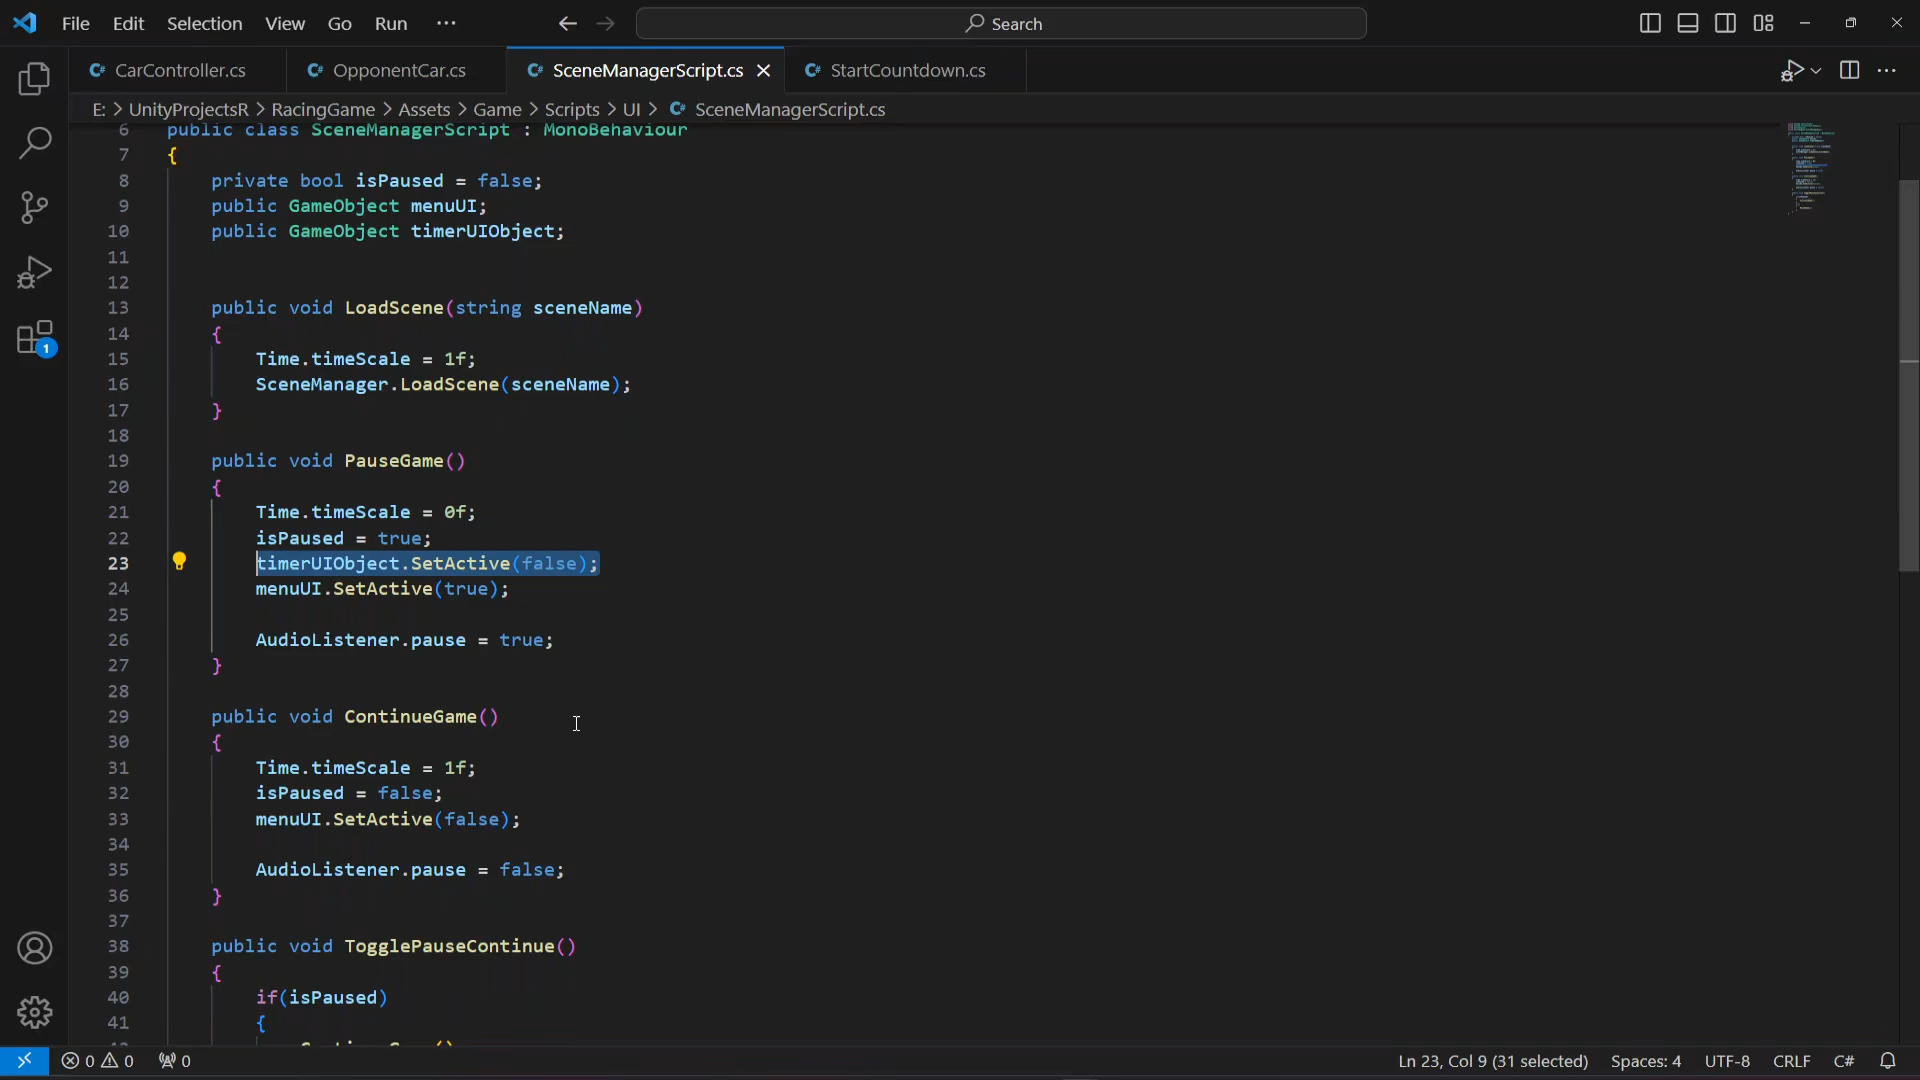 File Edit Selection View Go Run ··· Search
CarController.cs OpponentCar.cs SceneManagerScript.cs StartCountdown.cs
E: > UnityProjectsR > RacingGame > Assets > Game > Scripts > UI > SceneManagerScript.cs
6 public class SceneManagerScript : MonoBehaviour
7 {
8 private bool isPaused = false;
9 public GameObject menuUI;
10 public GameObject timerUIObject;
11
12
13 public void LoadScene(string sceneName)
14 {
15 Time.timeScale = 1f;
16 SceneManager.LoadScene(sceneName);
17 }
18
19 public void PauseGame()
20 {
21 Time.timeScale = 0f;
22 isPaused = true;
23 timerUIObject.SetActive(false);
24 menuUI.SetActive(true);
25
26 AudioListener.pause = true;
27 }
28
29 public void ContinueGame()
30 {
31 Time.timeScale = 1f;
32 isPaused = false;
33 menuUI.SetActive(false);
34
35 AudioListener.pause = false;
36 }
37
38 public void TogglePauseContinue()
39 {
40 if(isPaused)
41 {
1
0 0 0 Ln 23, Col 9 (31 selected) Spaces: 4 UTF-8 CRLF C#